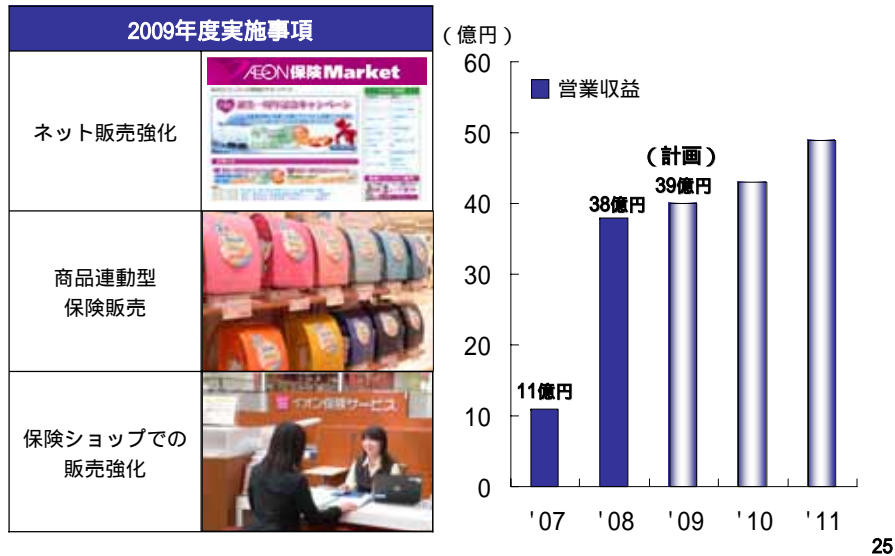 2009年度実施事項
ネット販売強化
ÆON保険Market
商品連動型
保険販売
イオン保険サービス
保険ショップでの
販売強化
(億円)
60
50
40
30
20
10
0
営業収益
11億円
38億円
(計画)
39億円
'07
'08
'09
'10
'11
25